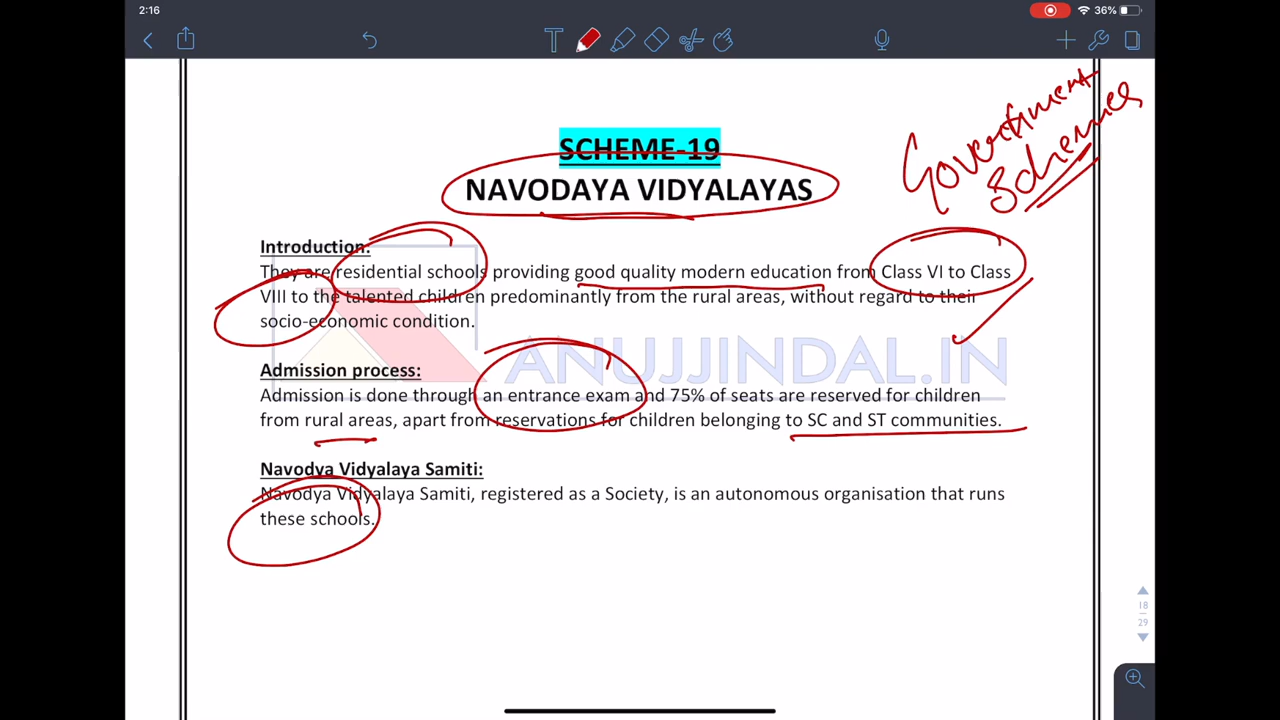 2:16
36%
Government
Schemes
SCHEME-19
NAVODAYA VIDYALAYAS
Introduction:
They are residential schools providing good quality modern education from Class VI to Class
VIII to the talented children predominantly from the rural areas, without regard to their
socio-economic condition.
ANUJJINDAL.IN
Admission process:
Admission is done through an entrance exam and 75% of seats are reserved for children
from rural areas, apart from reservations for children belonging to SC and ST communities.
Navodya Vidyalaya Samiti:
Navodya Vidyalaya Samiti, registered as a Society, is an autonomous organisation that runs
these schools.
18
29